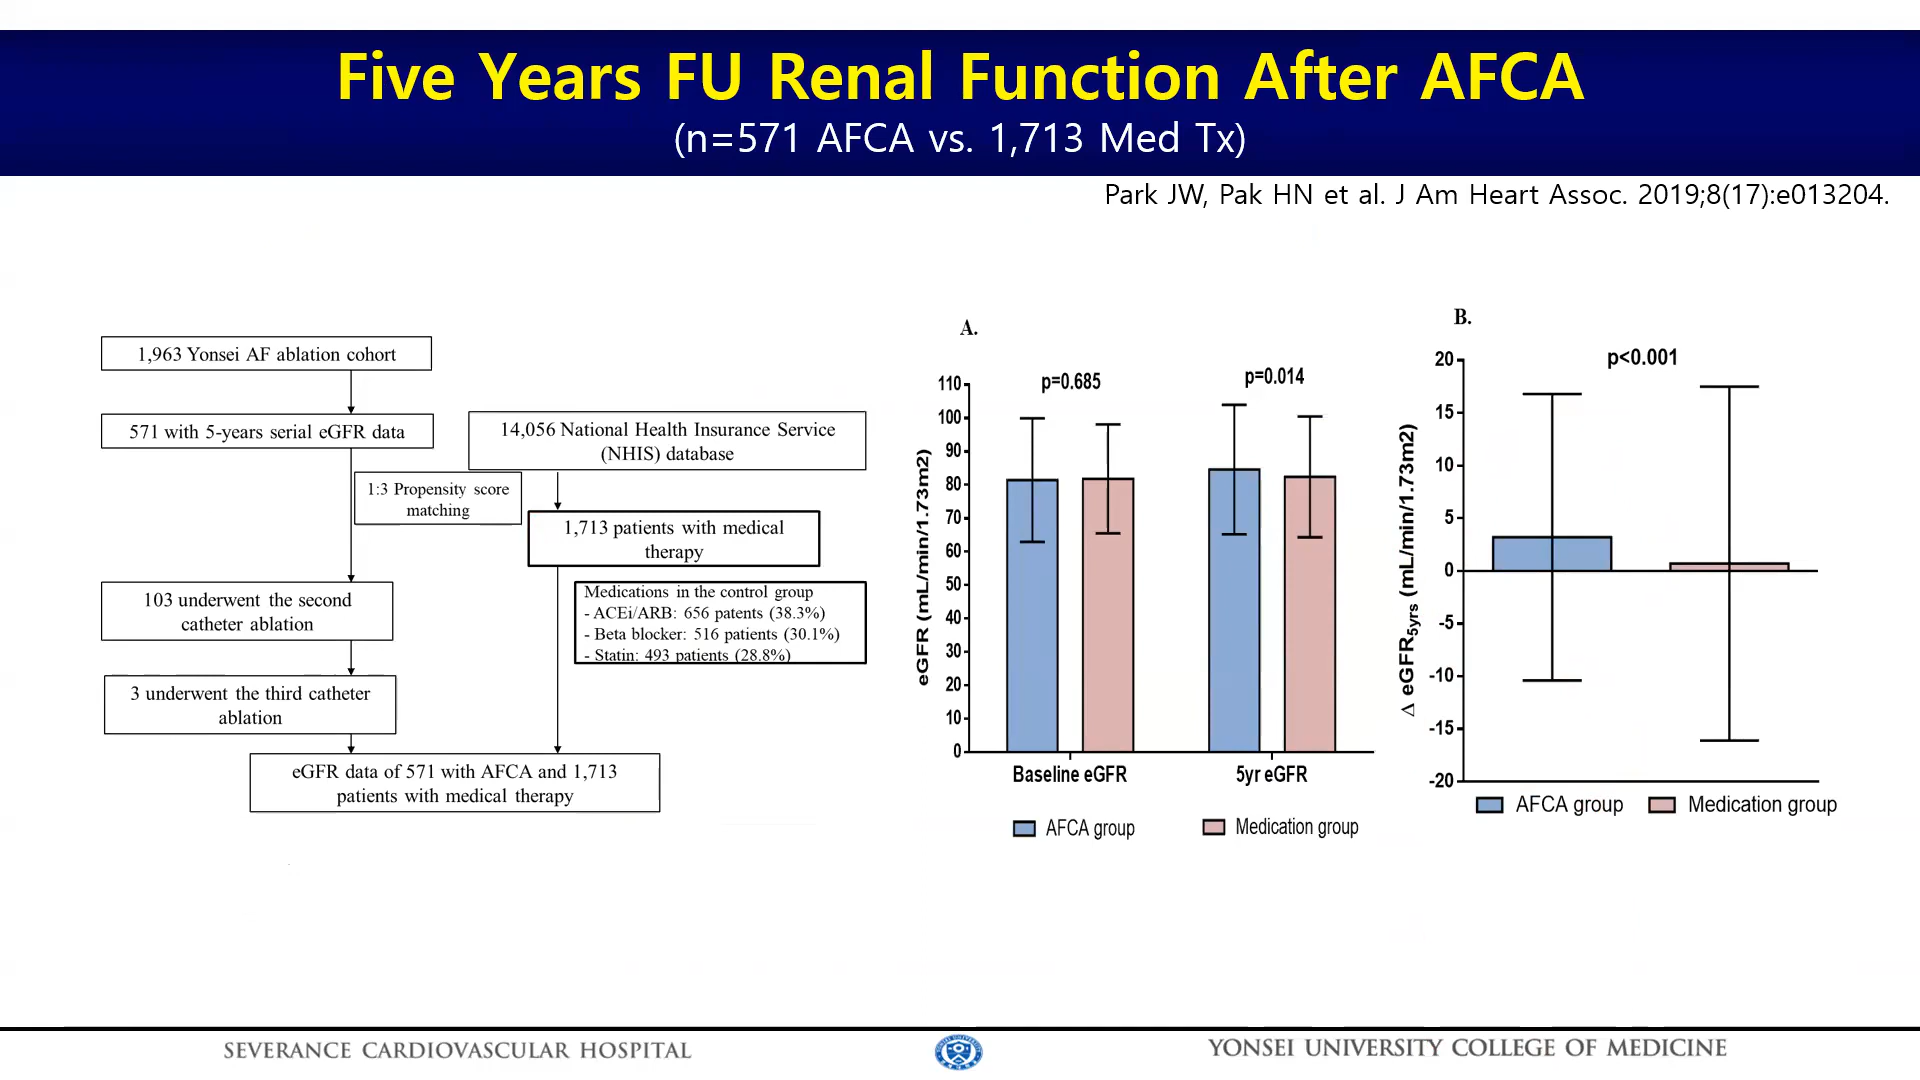 Five Years FU Renal Function After AFCA
(n=571 AFCA vs. 1,713 Med Tx)
Park JW, Pak HN et al. J Am Heart Assoc. 2019;8(17):e013204.
1,963 Yonsei AF ablation cohort
571 with 5-years serial eGFR data
14,056 National Health Insurance Service
(NHIS) database
1:3 Propensity score
matching
1,713 patients with medical
therapy
Medications in the control group
- ACEi/ARB: 656 patents (38.3%)
- Beta blocker: 516 patients (30.1%)
- Statin: 493 patients (28.8%)
103 underwent the second
catheter ablation
3 underwent the third catheter
ablation
eGFR data of 571 with AFCA and 1,713
patients with medical therapy
A.
p=0.685
p=0.014
eGFR (mL/min/1.73m2)
110
100
90
80
70
60
50
40
30
20
10
0
Baseline eGFR
5yr eGFR
AFCA group
Medication group
B.
p<0.001
Δ eGFR5yrs (mL/min/1.73m2)
20
15
10
5
0
-5
-10
-15
-20
AFCA group
Medication group
SEVERANCE CARDIOVASCULAR HOSPITAL
YONSEI UNIVERSITY COLLEGE OF MEDICINE